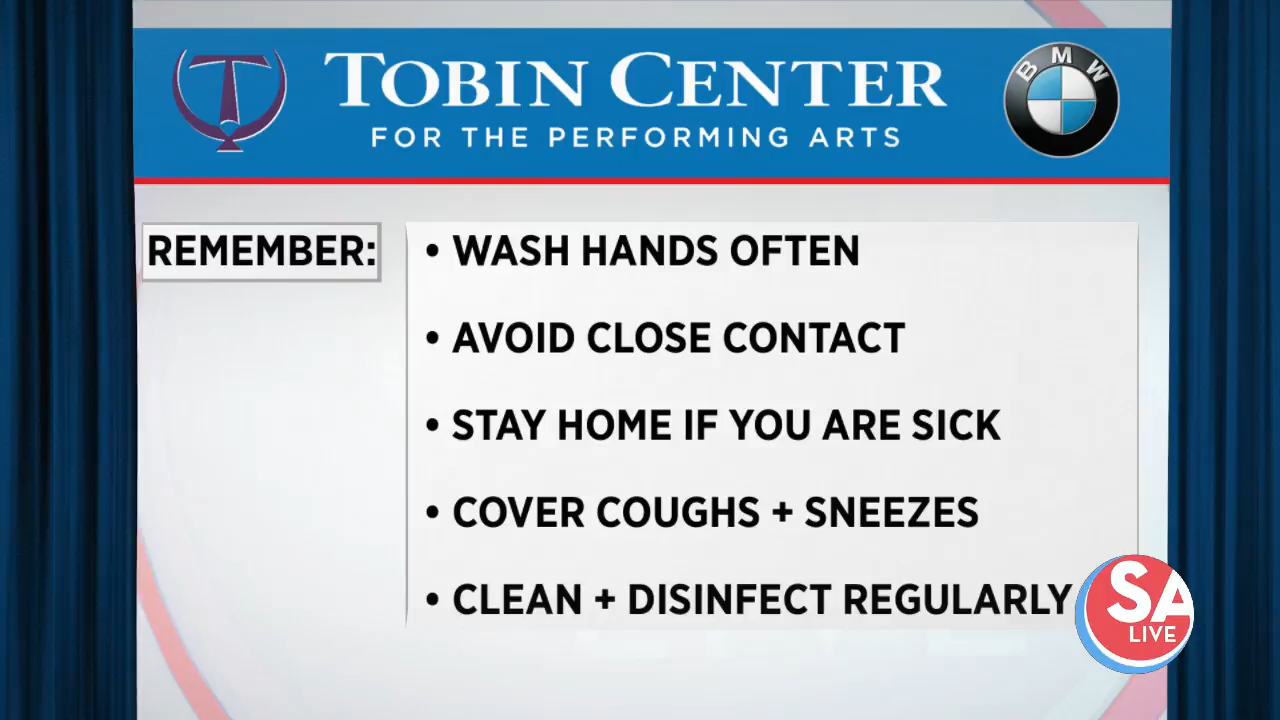 TOBIN CENTER
FOR THE PERFORMING ARTS
BMW
REMEMBER:
• WASH HANDS OFTEN
• AVOID CLOSE CONTACT
• STAY HOME IF YOU ARE SICK
• COVER COUGHS + SNEEZES
• CLEAN + DISINFECT REGULARLY
SA
LIVE